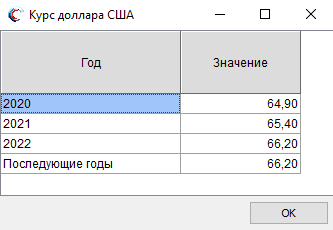 Курс доллара США
Год Значение
2020 64,90
2021 65,40
2022 66,20
Последующие годы 66,20
OK